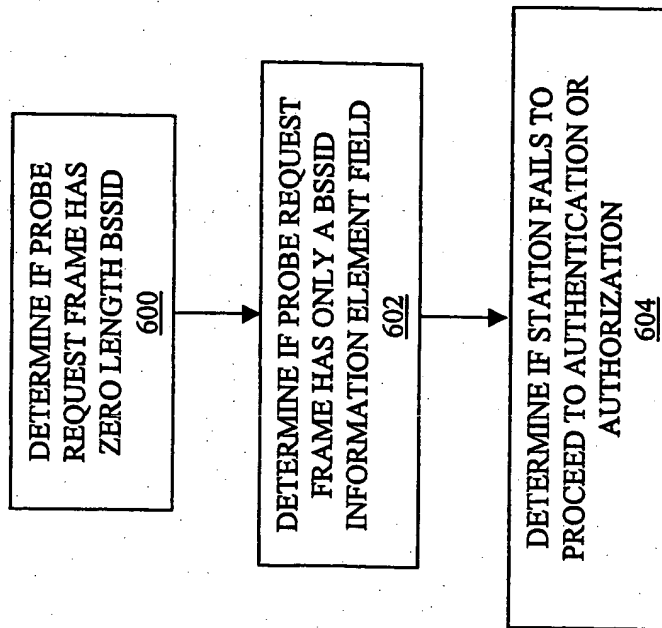 DETERMINE IF PROBE
REQUEST FRAME HAS
ZERO LENGTH BSSID
600
DETERMINE IF PROBE REQUEST
FRAME HAS ONLY A BSSID
INFORMATION ELEMENT FIELD
602
DETERMINE IF STATION FAILS TO
PROCEED TO AUTHENTICATION OR
AUTHORIZATION
604